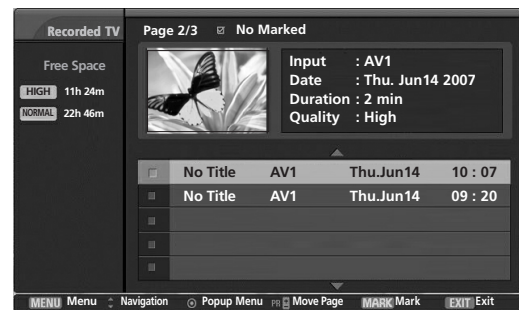 Recorded TV
Page 2/3 No Marked
Free Space
HIGH 11h 24m
NORMAL 22h 46m
Input : AV1
Date : Thu. Jun14 2007
Duration : 2 min
Quality : High
No Title AV1 Thu.Jun14 10 : 07
No Title AV1 Thu.Jun14 09 : 20
MENU Menu Navigation Popup Menu PR Move Page MARK Mark EXIT Exit